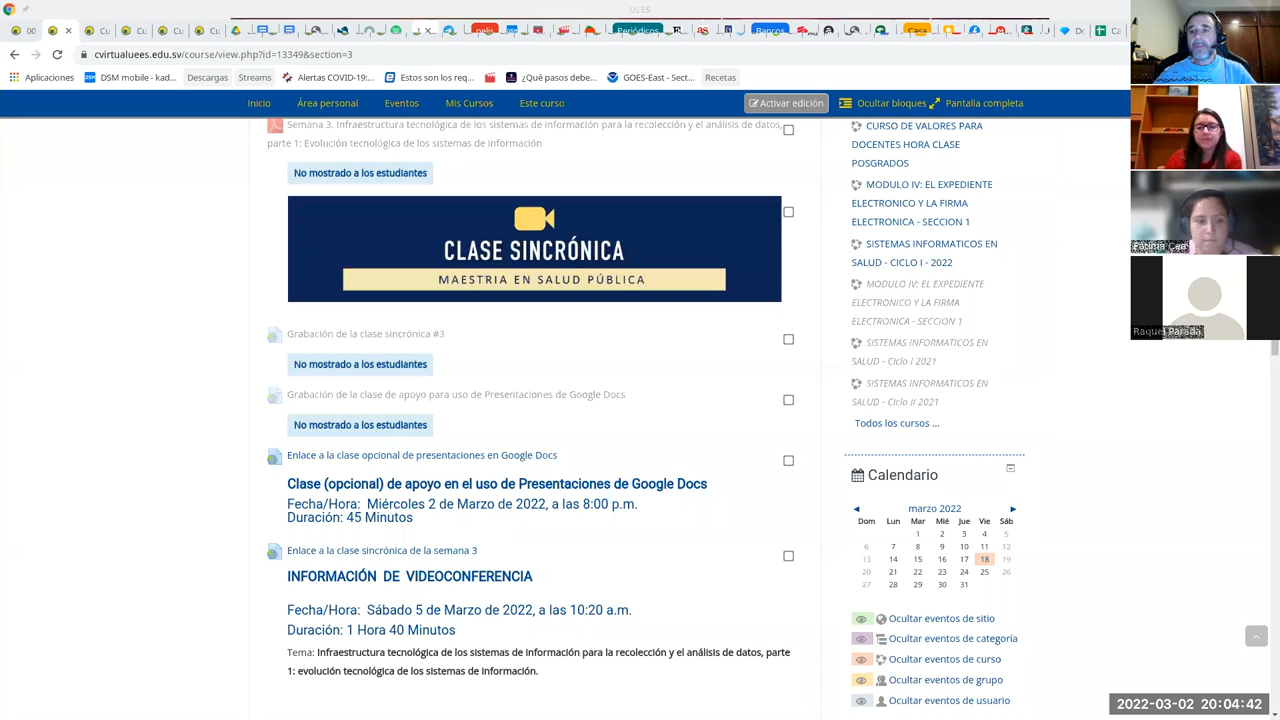 ULES
00
pelis
Periódicos
as
Bancos
Casa
Do
Ca
cvirtualuees.edu.sv/course/view.php?id=13349&section=3
Aplicaciones
DSM mobile - kad...
Descargas
Streams
Alertas COVID-19:...
Estos son los req...
¿Qué pasos debe...
GOES-East - Sect...
Recetas
Inicio
Área personal
Eventos
Mis Cursos
Este curso
Activar edición
Ocultar bloques
Pantalla completa
Semana 3. Infraestructura tecnológica de los sistemas de información para la recolección y el análisis de datos,
parte 1: Evolución tecnológica de los sistemas de información
No mostrado a los estudiantes
CLASE SINCRÓNICA
MAESTRIA EN SALUD PÚBLICA
Grabación de la clase sincrónica #3
No mostrado a los estudiantes
Grabación de la clase de apoyo para uso de Presentaciones de Google Docs
No mostrado a los estudiantes
Enlace a la clase opcional de presentaciones en Google Docs
Clase (opcional) de apoyo en el uso de Presentaciones de Google Docs
Fecha/Hora: Miércoles 2 de Marzo de 2022, a las 8:00 p.m.
Duración: 45 Minutos
Enlace a la clase sincrónica de la semana 3
INFORMACIÓN DE VIDEOCONFERENCIA
Fecha/Hora: Sábado 5 de Marzo de 2022, a las 10:20 a.m.
Duración: 1 Hora 40 Minutos
Tema: Infraestructura tecnológica de los sistemas de información para la recolección y el análisis de datos, parte
1: evolución tecnológica de los sistemas de información.
CURSO DE VALORES PARA
DOCENTES HORA CLASE
POSGRADOS
MODULO IV: EL EXPEDIENTE
ELECTRONICO Y LA FIRMA
ELECTRONICA - SECCION 1
SISTEMAS INFORMATICOS EN
SALUD - CICLO I - 2022
MODULO IV: EL EXPEDIENTE
ELECTRONICO Y LA FIRMA
ELECTRONICA - SECCION 1
SISTEMAS INFORMATICOS EN
SALUD - Ciclo I 2021
SISTEMAS INFORMATICOS EN
SALUD - Ciclo II 2021
Todos los cursos ...
Calendario
marzo 2022
Dom Lun Mar Mié Jue Vie Sáb
1 2 3 4 5
6 7 8 9 10 11 12
13 14 15 16 17 18 19
20 21 22 23 24 25 26
27 28 29 30 31
Ocultar eventos de sitio
Ocultar eventos de categoría
Ocultar eventos de curso
Ocultar eventos de grupo
Ocultar eventos de usuario
Fátima Cea
Raquel Parada
2022-03-02 20:04:42